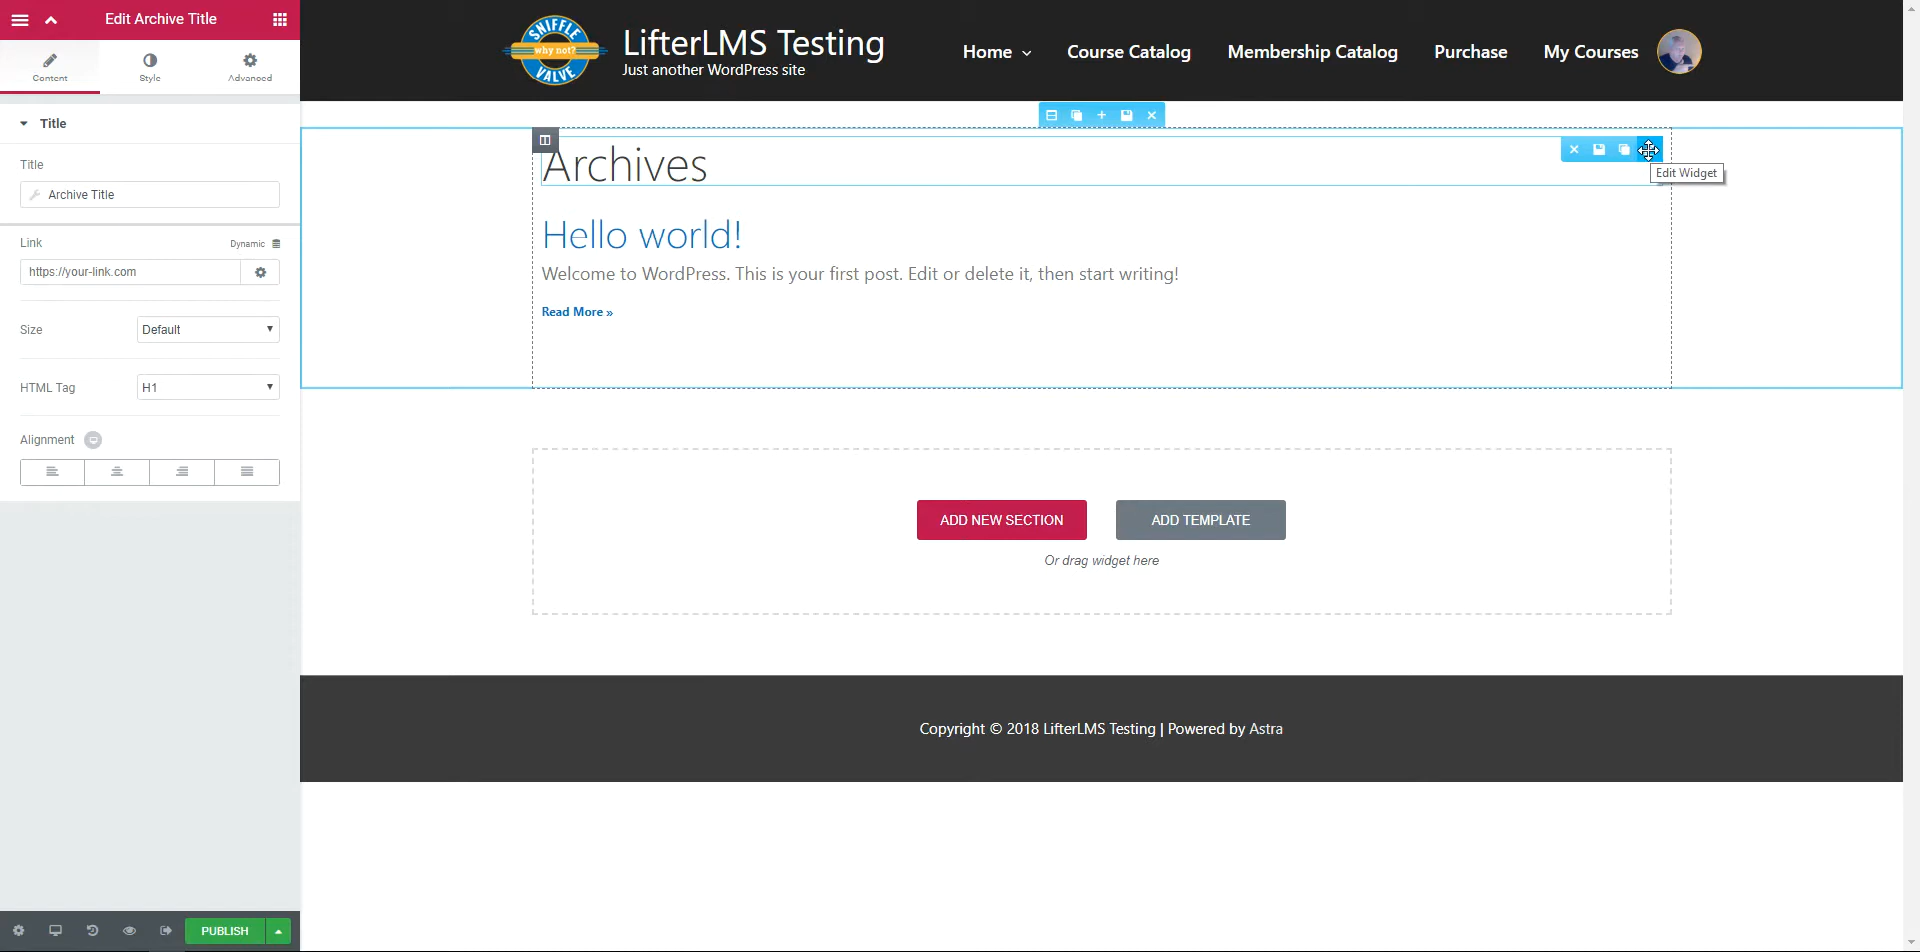 Edit Archive Title
Content
Style
Advanced
Title
Title
Archive Title
Link
Dynamic
https://your-link.com
Size
Default
HTML Tag
H1
Alignment
PUBLISH
SNIFFLE
why not?
VALVE
LifterLMS Testing
Just another WordPress site
Home
Course Catalog
Membership Catalog
Purchase
My Courses
Archives
Edit Widget
Hello world!
Welcome to WordPress. This is your first post. Edit or delete it, then start writing!
Read More »
ADD NEW SECTION
ADD TEMPLATE
Or drag widget here
Copyright © 2018 LifterLMS Testing | Powered by Astra